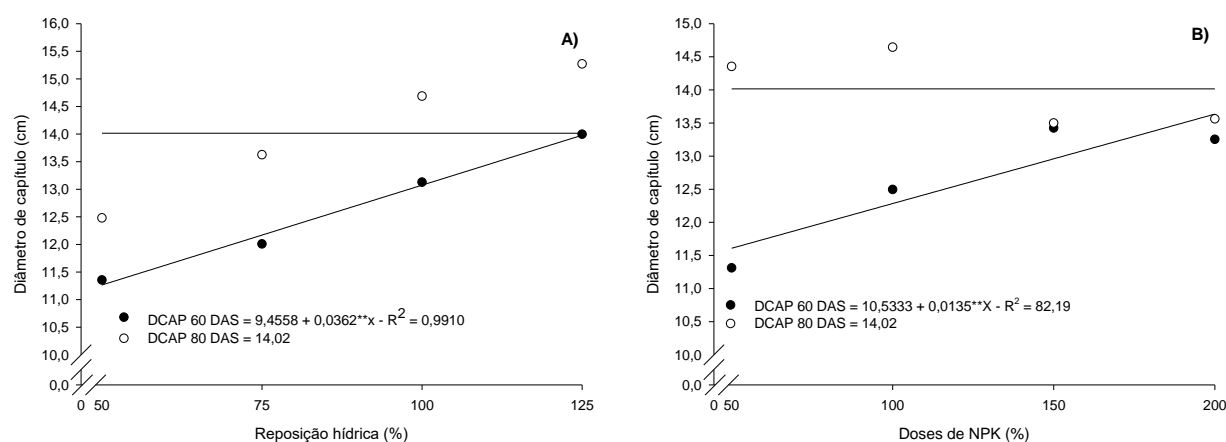 A)
Diâmetro de capítulo (cm)
16,0
15,5
15,0
14,5
14,0
13,5
13,0
12,5
12,0
11,5
11,0
10,5
10,0
0,0
DCAP 60 DAS = 9,4558 + 0,0362**x - R² = 0,9910
DCAP 80 DAS = 14,02
0 50 75 100 125
Reposição hídrica (%)
B)
Diâmetro de capítulo (cm)
15,0
14,5
14,0
13,5
13,0
12,5
12,0
11,5
11,0
10,5
10,0
0,0
DCAP 60 DAS = 10,5333 + 0,0135**X - R² = 82,19
DCAP 80 DAS = 14,02
0 50 100 150 200
Doses de NPK (%)